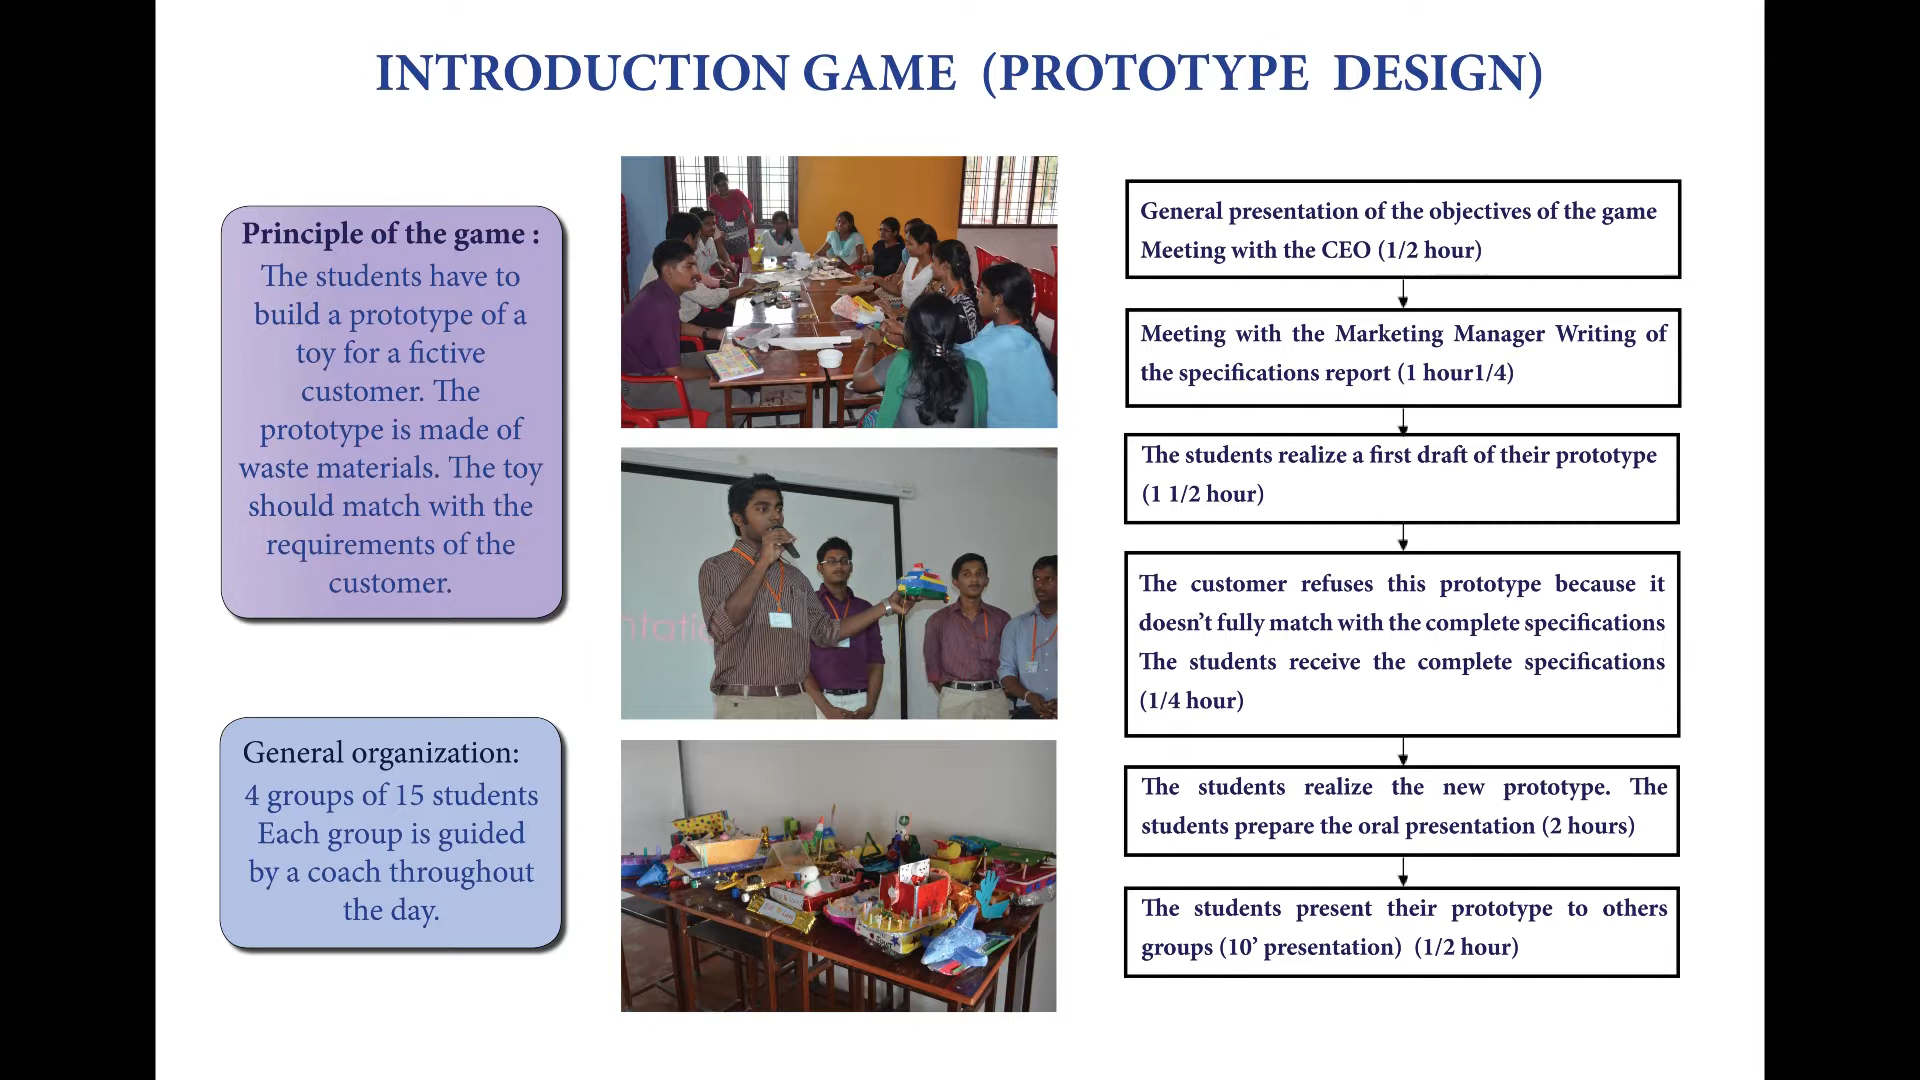 INTRODUCTION GAME (PROTOTYPE DESIGN)
Principle of the game :
The students have to
build a prototype of a
toy for a fictive
customer. The
prototype is made of
waste materials. The toy
should match with the
requirements of the
customer.
General organization:
4 groups of 15 students
Each group is guided
by a coach throughout
the day.
General presentation of the objectives of the game
Meeting with the CEO (1/2 hour)
Meeting with the Marketing Manager Writing of
the specifications report (1 hour1/4)
The students realize a first draft of their prototype
(1 1/2 hour)
The customer refuses this prototype because it
doesn’t fully match with the complete specifications
The students receive the complete specifications
(1/4 hour)
The students realize the new prototype. The
students prepare the oral presentation (2 hours)
The students present their prototype to others
groups (10’ presentation) (1/2 hour)